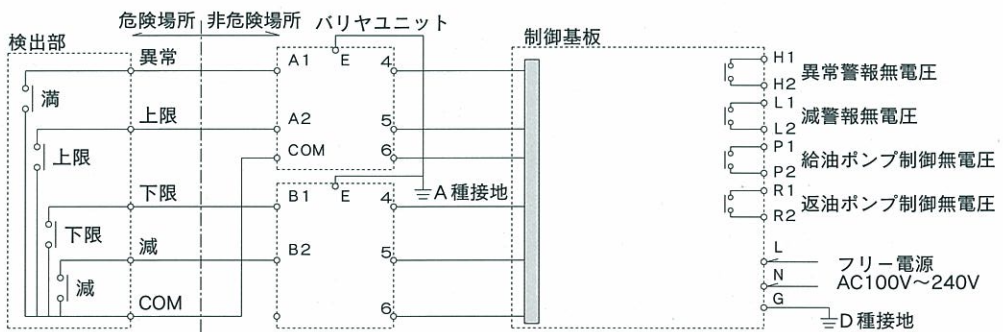 危険場所 非危険場所 バリヤユニット
検出部
異常
満
上限
上限
下限
下限
減
減
COM
A1 E 4
A2 5
COM 6
B1 E 4
B2 5
6
A種接地
制御基板
H1
H2
異常警報無電圧
L1
L2
減警報無電圧
P1
P2
給油ポンプ制御無電圧
R1
R2
返油ポンプ制御無電圧
L
N
フリー電源
AC100V～240V
G
D種接地